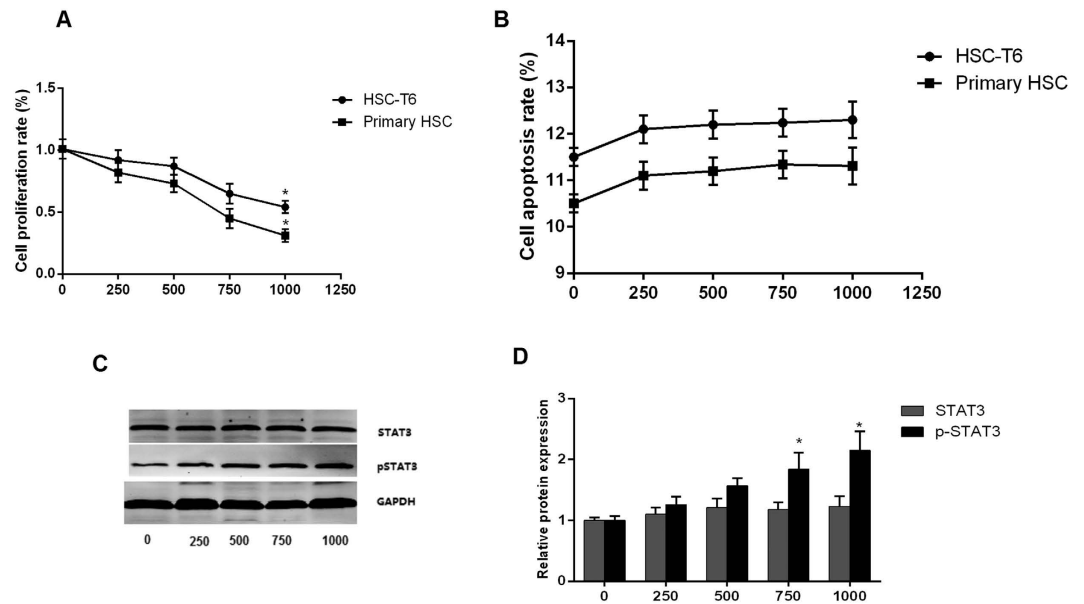 A
Cell proliferation rate (%)
1.5
1.0
0.5
0.0
0 250 500 750 1000 1250
HSC-T6
Primary HSC
*
*
B
Cell apoptosis rate (%)
14
13
12
11
10
9
0 250 500 750 1000 1250
HSC-T6
Primary HSC
C
STAT3
pSTAT3
GAPDH
0 250 500 750 1000
D
Relative protein expression
3
2
1
0
0 250 500 750 1000
STAT3
p-STAT3
*
*